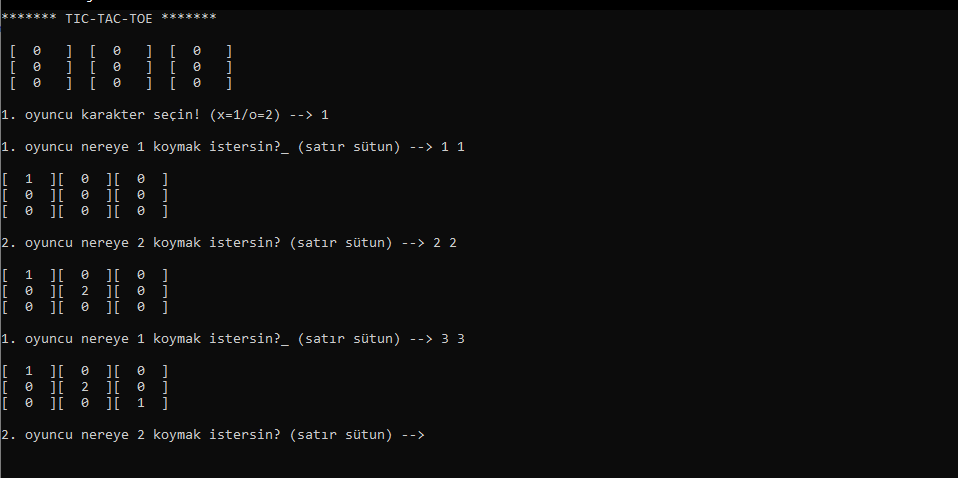 ******* TIC-TAC-TOE *******
[  0   ]  [  0   ]  [  0   ]
[  0   ]  [  0   ]  [  0   ]
[  0   ]  [  0   ]  [  0   ]
1. oyuncu karakter seçin! (x=1/o=2) --> 1
1. oyuncu nereye 1 koymak istersin?_ (satır sütun) --> 1 1
[  1  ][  0  ][  0  ]
[  0  ][  0  ][  0  ]
[  0  ][  0  ][  0  ]
2. oyuncu nereye 2 koymak istersin? (satır sütun) --> 2 2
[  1  ][  0  ][  0  ]
[  0  ][  2  ][  0  ]
[  0  ][  0  ][  0  ]
1. oyuncu nereye 1 koymak istersin?_ (satır sütun) --> 3 3
[  1  ][  0  ][  0  ]
[  0  ][  2  ][  0  ]
[  0  ][  0  ][  1  ]
2. oyuncu nereye 2 koymak istersin? (satır sütun) -->